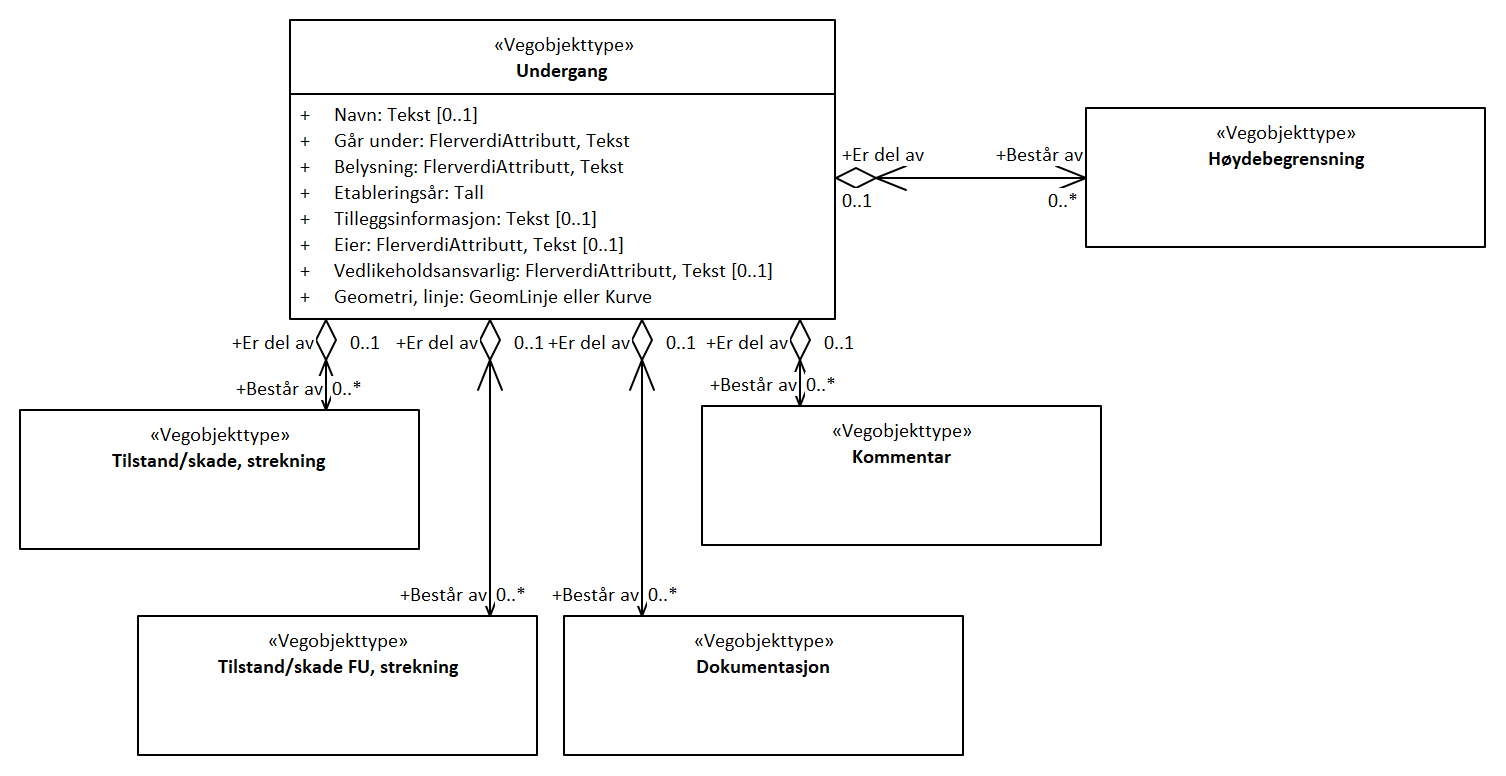 «Vegobjekttype»
Undergang
+ Navn: Tekst [0..1]
+ Går under: FlerverdiAttributt, Tekst
+ Belysning: FlerverdiAttributt, Tekst
+ Etableringsår: Tall
+ Tilleggsinformasjon: Tekst [0..1]
+ Eier: FlerverdiAttributt, Tekst [0..1]
+ Vedlikeholdsansvarlig: FlerverdiAttributt, Tekst [0..1]
+ Geometri, linje: GeomLinje eller Kurve
+Er del av +Består av
0..1 0..*
«Vegobjekttype»
Høydebegrensning
+Er del av 0..1 +Er del av 0..1 +Er del av 0..1 +Er del av 0..1
+Består av 0..* +Består av 0..*
«Vegobjekttype»
Tilstand/skade, strekning
«Vegobjekttype»
Kommentar
+Består av 0..* +Består av 0..*
«Vegobjekttype»
Tilstand/skade FU, strekning
«Vegobjekttype»
Dokumentasjon